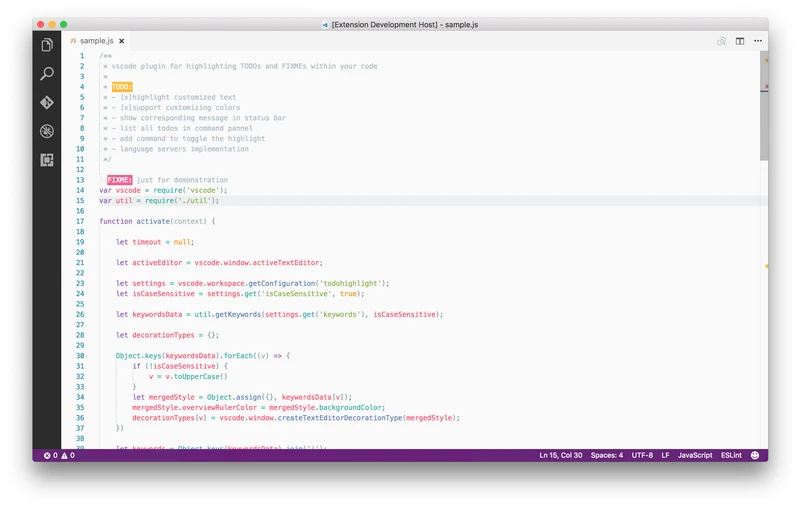 [Extension Development Host] - sample.js
JS sample.js ×
1 /**
2 * vscode plugin for highlighting TODOs and FIXMEs within your code
3 *
4 * TODO:
5 * - [x]highlight customized text
6 * - [x]support customizing colors
7 * - show corresponding message in status bar
8 * - list all todos in command pannel
9 * - add command to toggle the highlight
10 * - language servers implementation
11 */
12
13 / FIXME: just for demonstration
14 var vscode = require('vscode');
15 var util = require('./util');
16
17 function activate(context) {
18
19 let timeout = null;
20
21 let activeEditor = vscode.window.activeTextEditor;
22
23 let settings = vscode.workspace.getConfiguration('todohighlight');
24 let isCaseSensitive = settings.get('isCaseSensitive', true);
25
26 let keywordsData = util.getKeywords(settings.get('keywords'), isCaseSensitive);
27
28 let decorationTypes = {};
29
30 Object.keys(keywordsData).forEach((v) => {
31 if (!isCaseSensitive) {
32 v = v.toUpperCase()
33 }
34 let mergedStyle = Object.assign({}, keywordsData[v]);
35 mergedStyle.overviewRulerColor = mergedStyle.backgroundColor;
36 decorationTypes[v] = vscode.window.createTextEditorDecorationType(mergedStyle);
37 })
38
39 let keywords = Object.keys(keywordsData).join('|');
0 0 Ln 15, Col 30 Spaces: 4 UTF-8 LF JavaScript ESLint